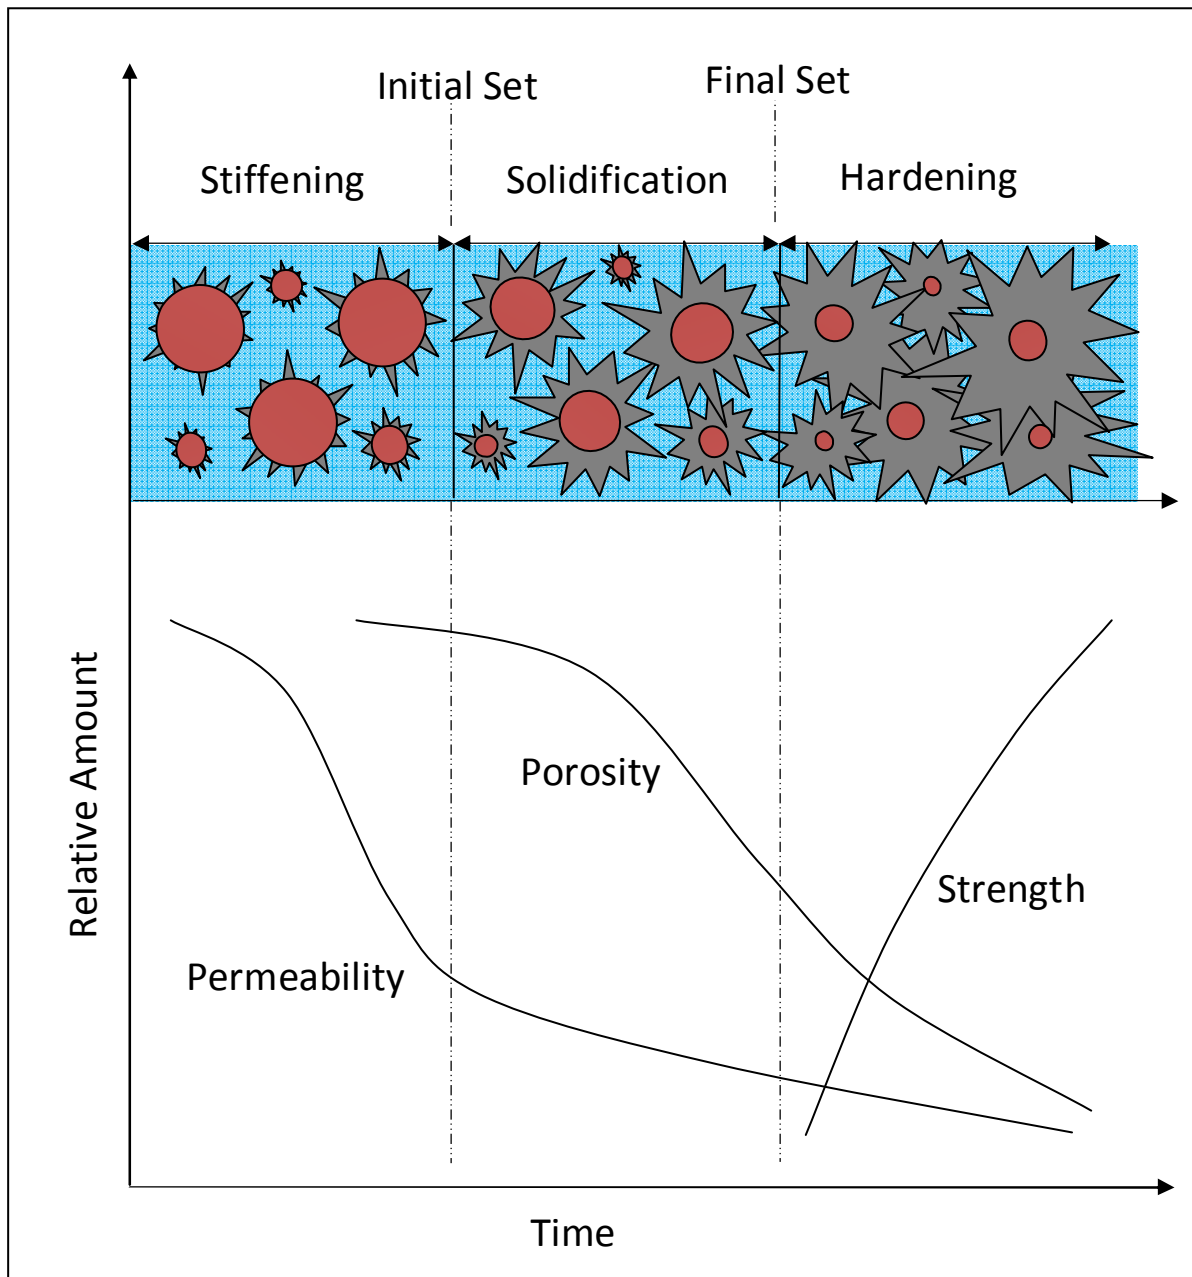 Initial Set
Final Set
Stiffening
Solidification
Hardening
Relative Amount
Porosity
Strength
Permeability
Time